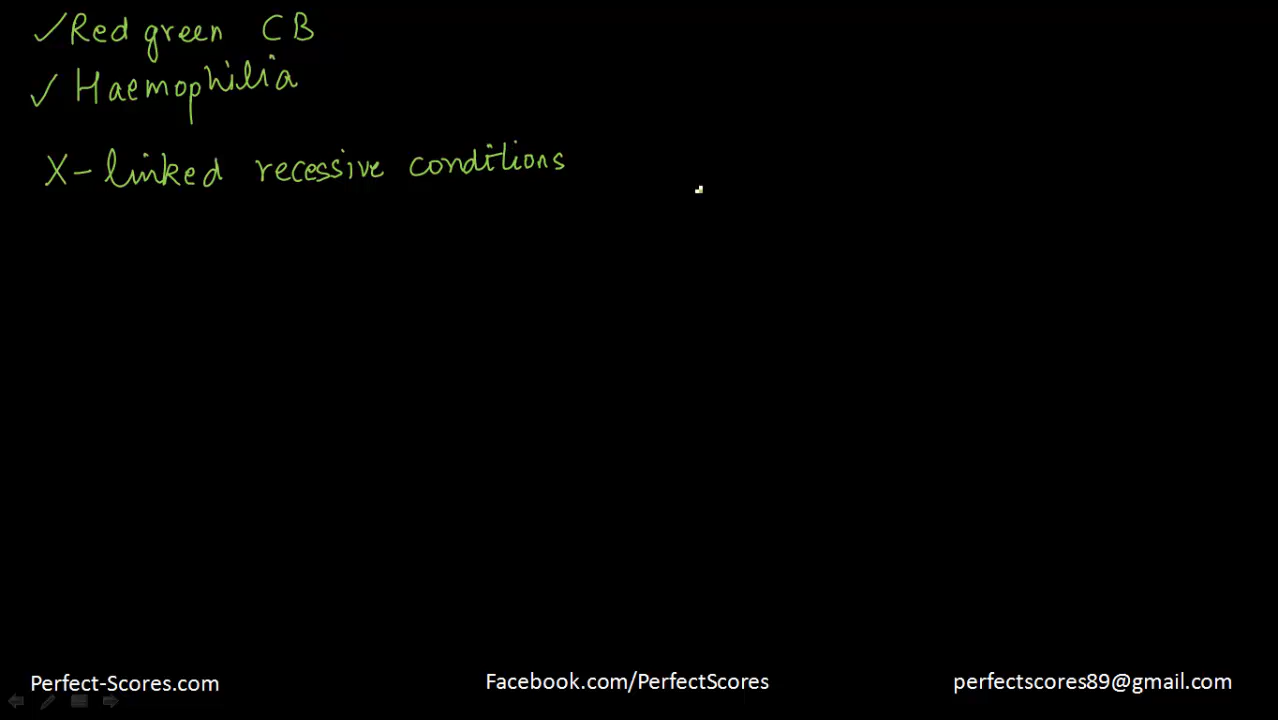 ✓Red green CB
✓ Haemophilia
X-linked recessive conditions
Perfect-Scores.com Facebook.com/PerfectScores perfectscores89@gmail.com